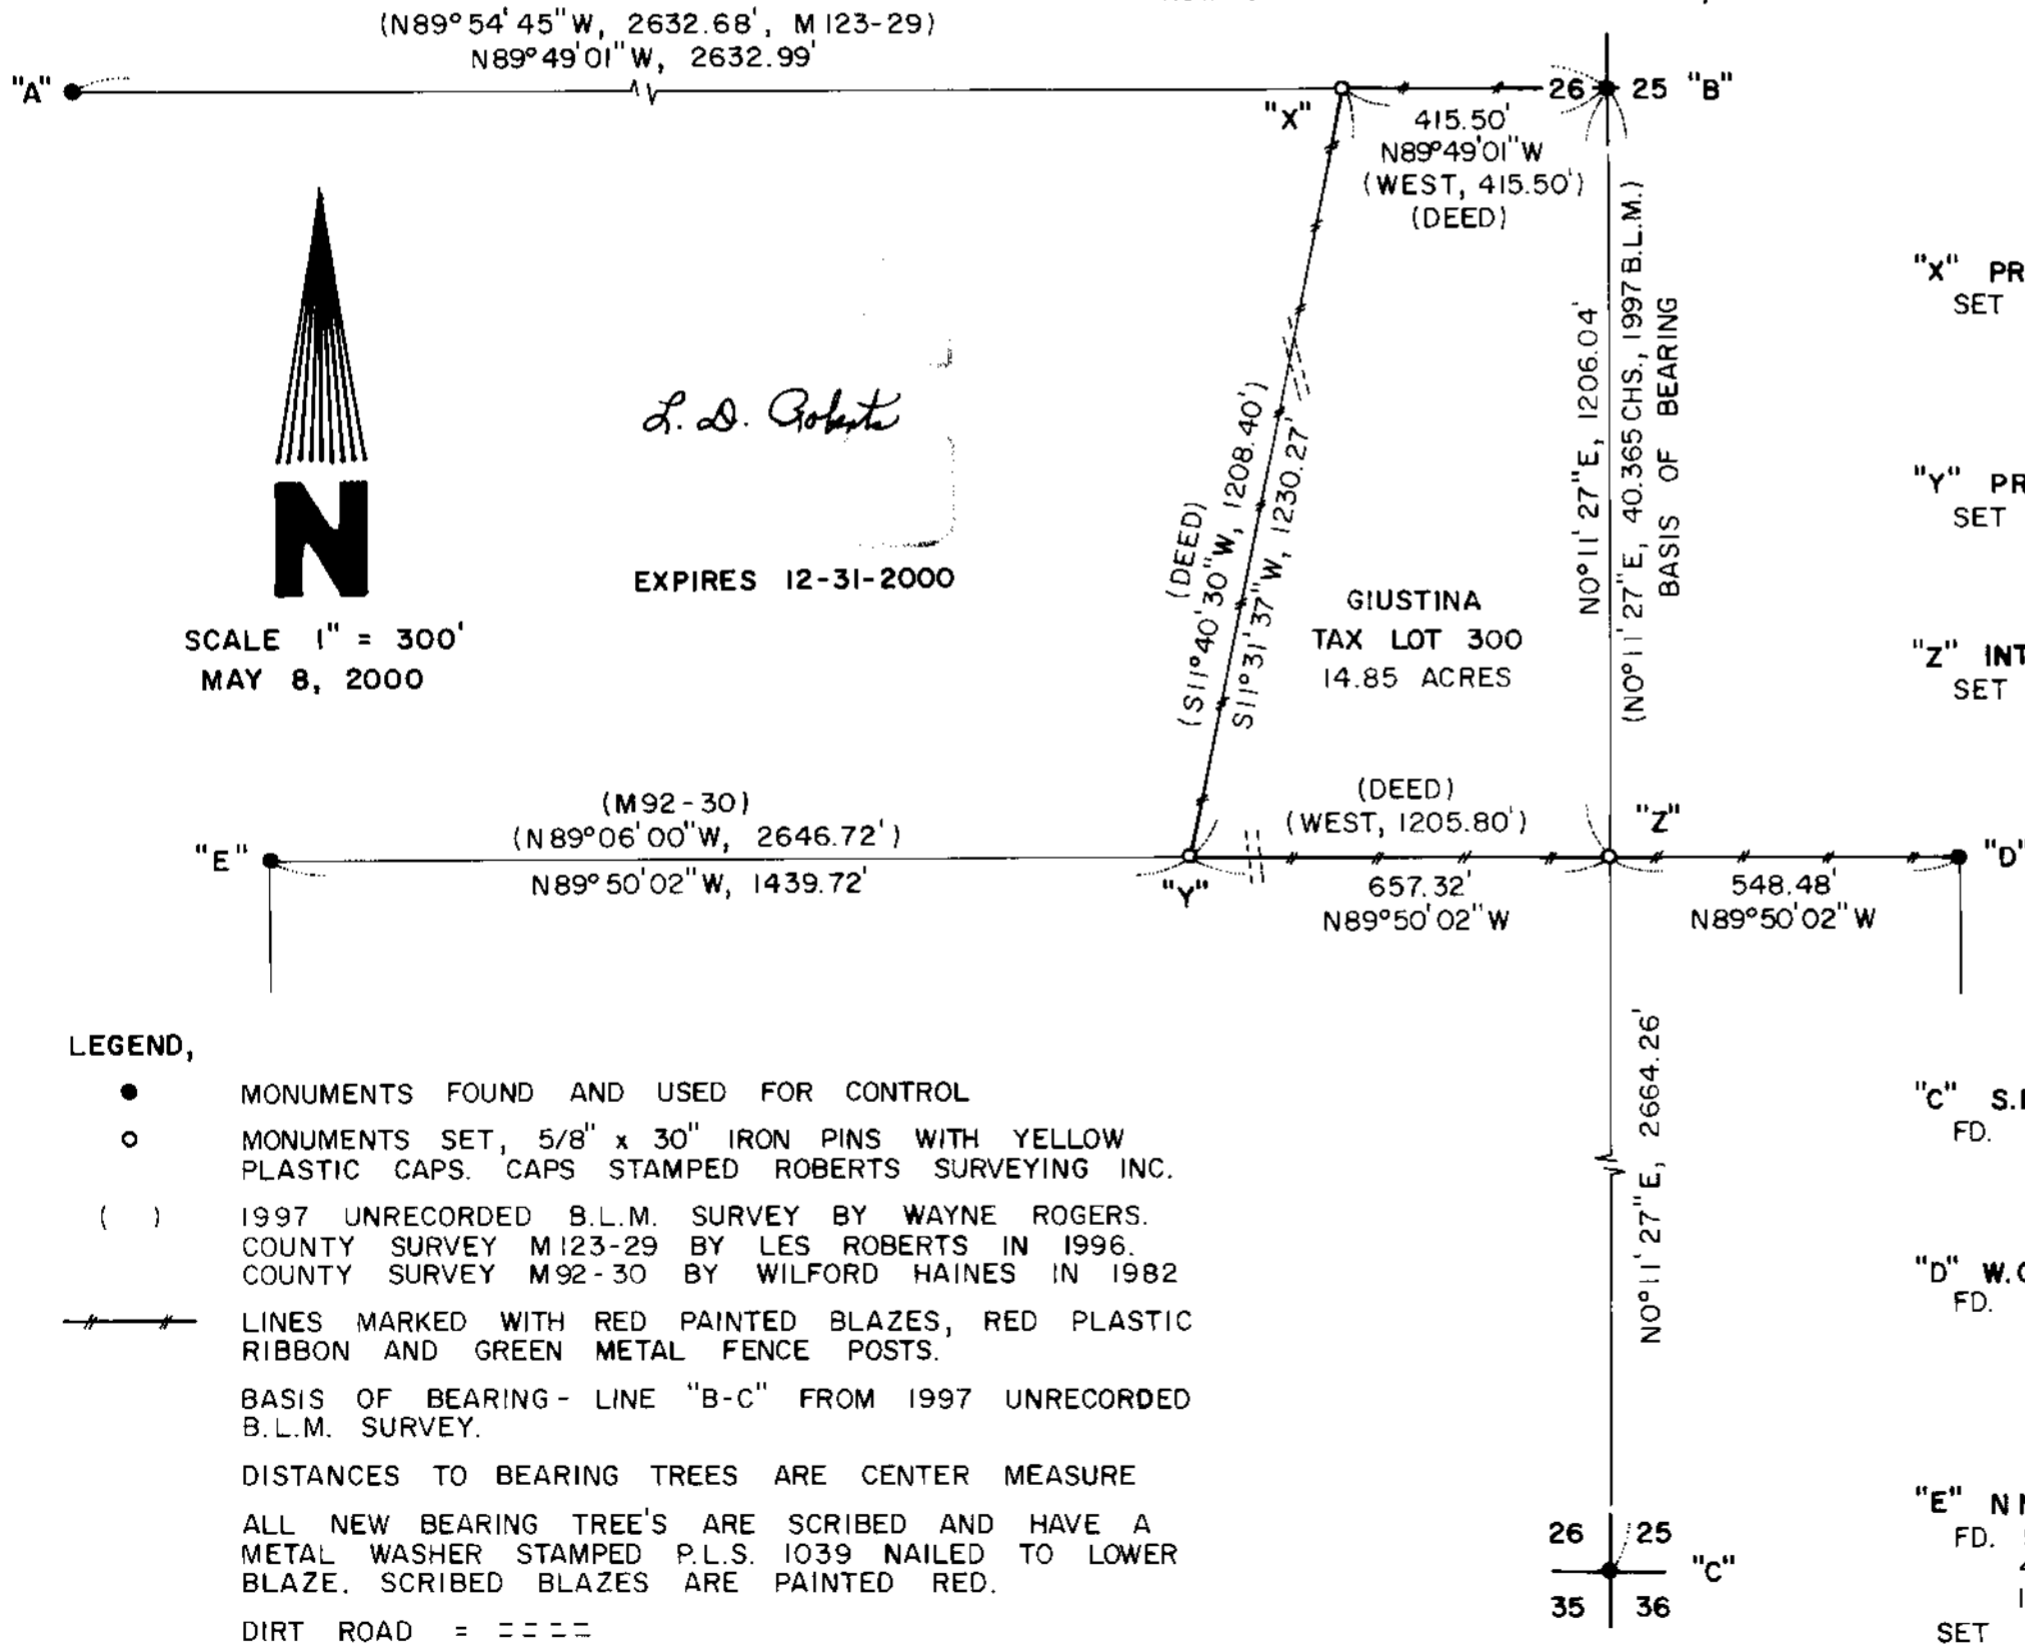 (N89°54'45"W, 2632.68', M123-29)
N89°49'01"W, 2632.99'
"A"
"X"
26
25 "B"
415.50'
N89°49'01"W
(WEST, 415.50')
(DEED)
N0°11'27"E, 1206.04'
(N0°11'27"E, 40.365 CHS., 1997 B.L.M.)
BASIS OF BEARING
L. D. Roberts
EXPIRES 12-31-2000
N
SCALE 1" = 300'
MAY 8, 2000
(DEED)
(S11°40'30"W, 1208.40')
S11°31'37"W, 1230.27'
GIUSTINA
TAX LOT 300
14.85 ACRES
"X" PR
SET
"Y" PR
SET
"Z" INT
SET
(M92-30)
(N89°06'00"W, 2646.72')
"E"
N89°50'02"W, 1439.72'
"Y"
(DEED)
(WEST, 1205.80')
"Z"
657.32'
N89°50'02"W
548.48'
N89°50'02"W
"D"
N0°11'27"E, 2664.26'
LEGEND,
MONUMENTS FOUND AND USED FOR CONTROL
MONUMENTS SET, 5/8" x 30" IRON PINS WITH YELLOW
PLASTIC CAPS. CAPS STAMPED ROBERTS SURVEYING INC.
( ) 1997 UNRECORDED B.L.M. SURVEY BY WAYNE ROGERS.
COUNTY SURVEY M123-29 BY LES ROBERTS IN 1996.
COUNTY SURVEY M92-30 BY WILFORD HAINES IN 1982
LINES MARKED WITH RED PAINTED BLAZES, RED PLASTIC
RIBBON AND GREEN METAL FENCE POSTS.
BASIS OF BEARING- LINE "B-C" FROM 1997 UNRECORDED
B.L.M. SURVEY.
DISTANCES TO BEARING TREES ARE CENTER MEASURE
ALL NEW BEARING TREE'S ARE SCRIBED AND HAVE A
METAL WASHER STAMPED P.L.S. 1039 NAILED TO LOWER
BLAZE. SCRIBED BLAZES ARE PAINTED RED.
DIRT ROAD = ====
26 25
"C"
35 36
"C" S.
FD.
"D" W.
FD.
"E" N
FD.
SET